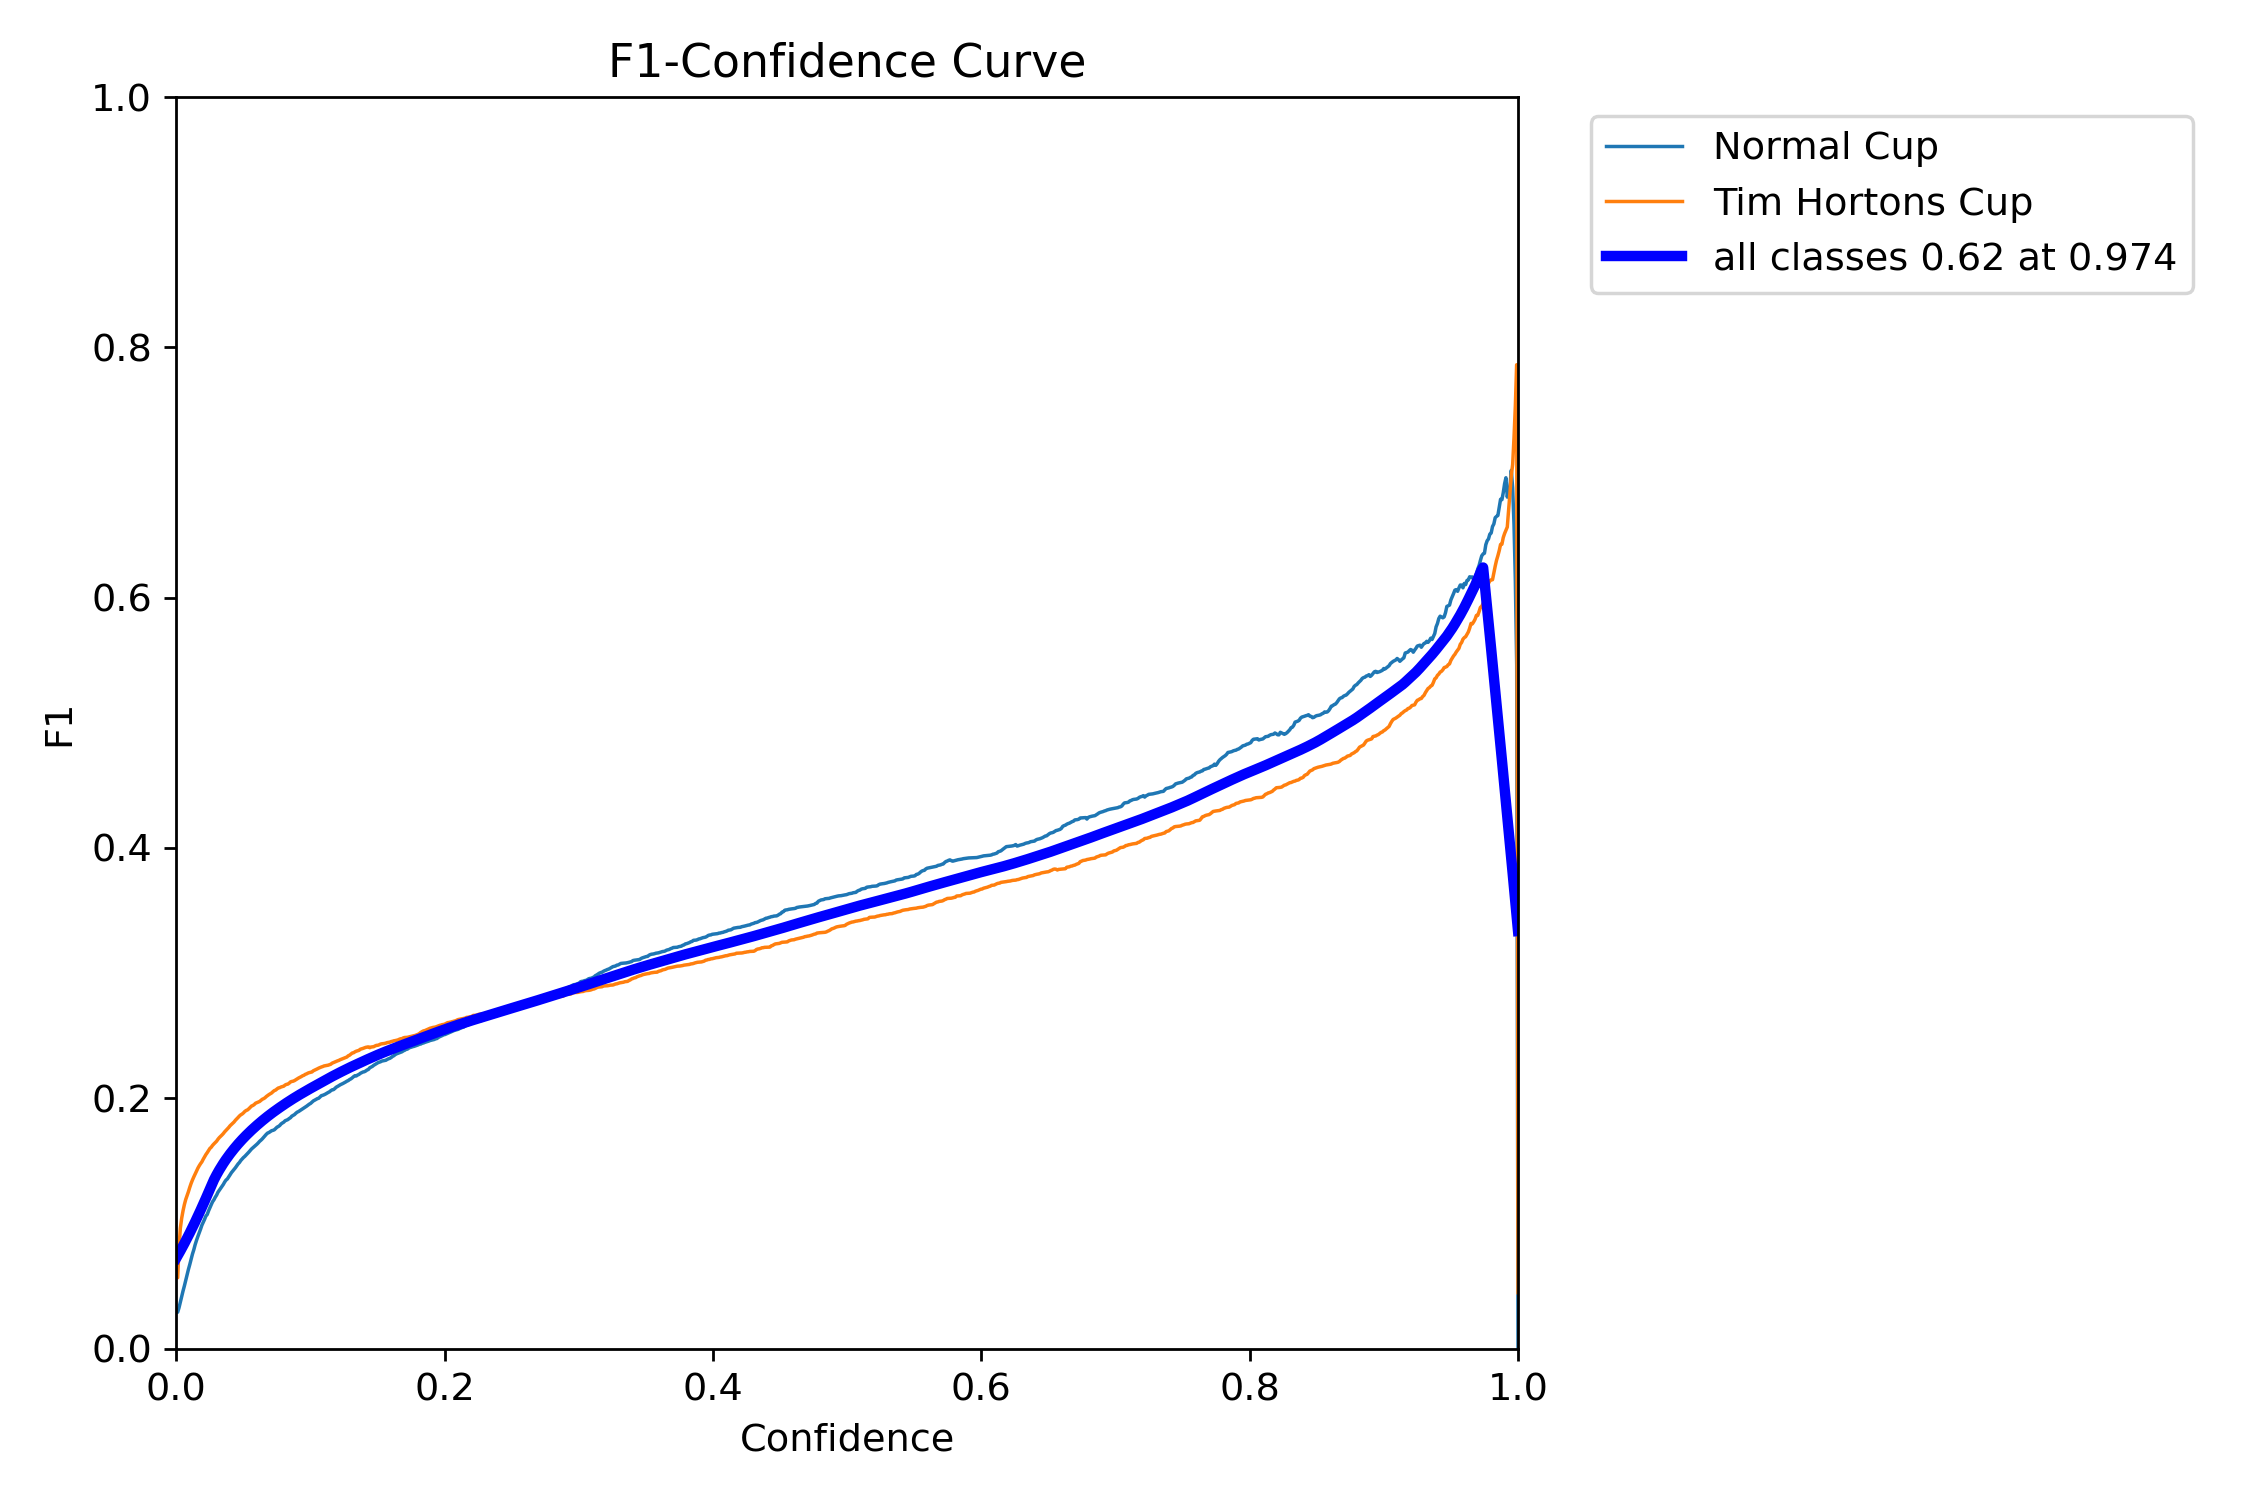 F1-Confidence Curve
1.0
0.8
0.6
0.4
0.2
0.0
F1
0.0 0.2 0.4 0.6 0.8 1.0
Confidence
Normal Cup
Tim Hortons Cup
all classes 0.62 at 0.974